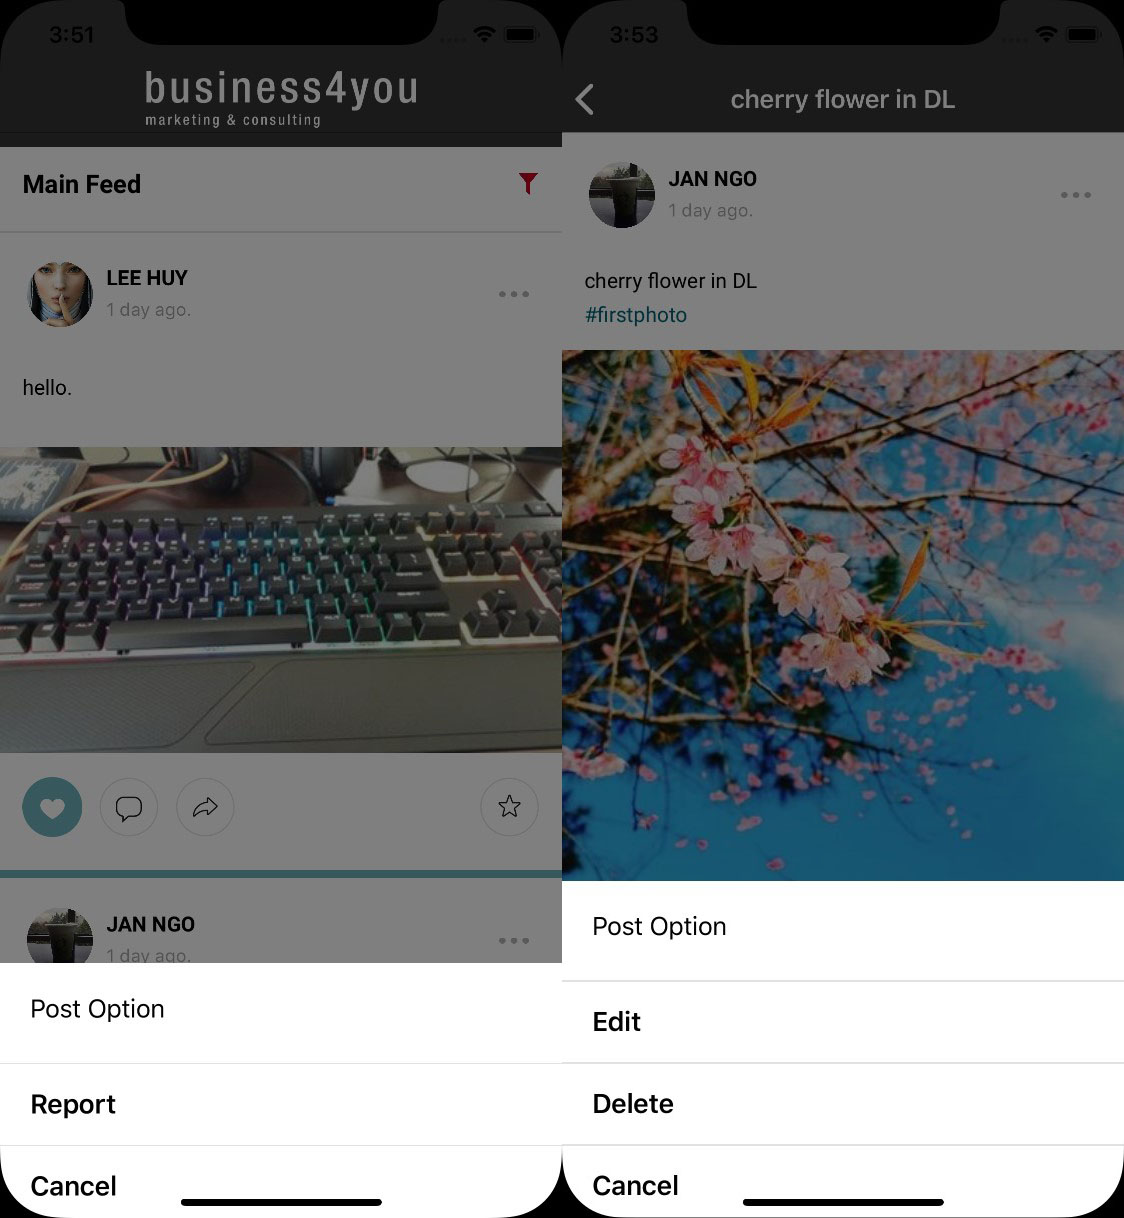 3:51
business4you
marketing & consulting
Main Feed
LEE HUY
1 day ago.
hello.
JAN NGO
1 day ago.
Post Option
Report
Cancel
3:53
cherry flower in DL
JAN NGO
1 day ago.
cherry flower in DL
#firstphoto
Post Option
Edit
Delete
Cancel